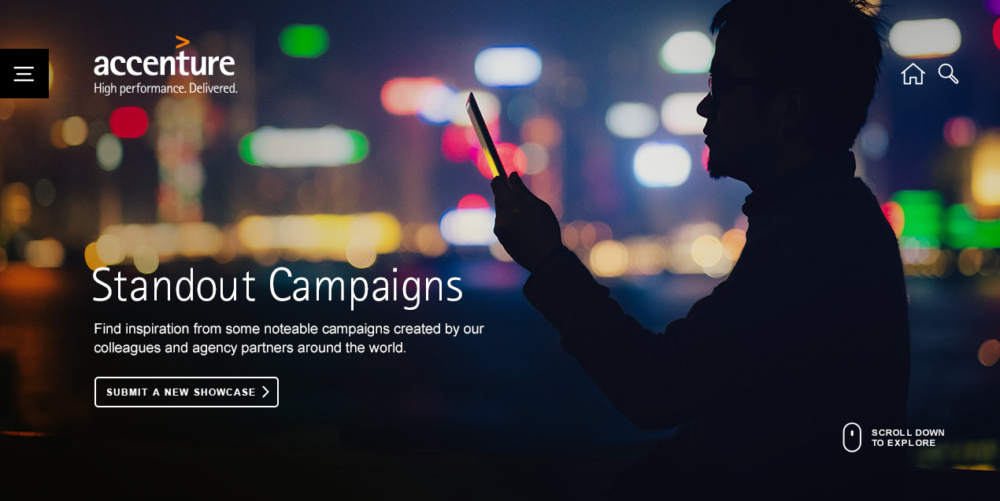 accenture
High performance. Delivered.
Standout Campaigns
Find inspiration from some noteable campaigns created by our
colleagues and agency partners around the world.
SUBMIT A NEW SHOWCASE
SCROLL DOWN
TO EXPLORE